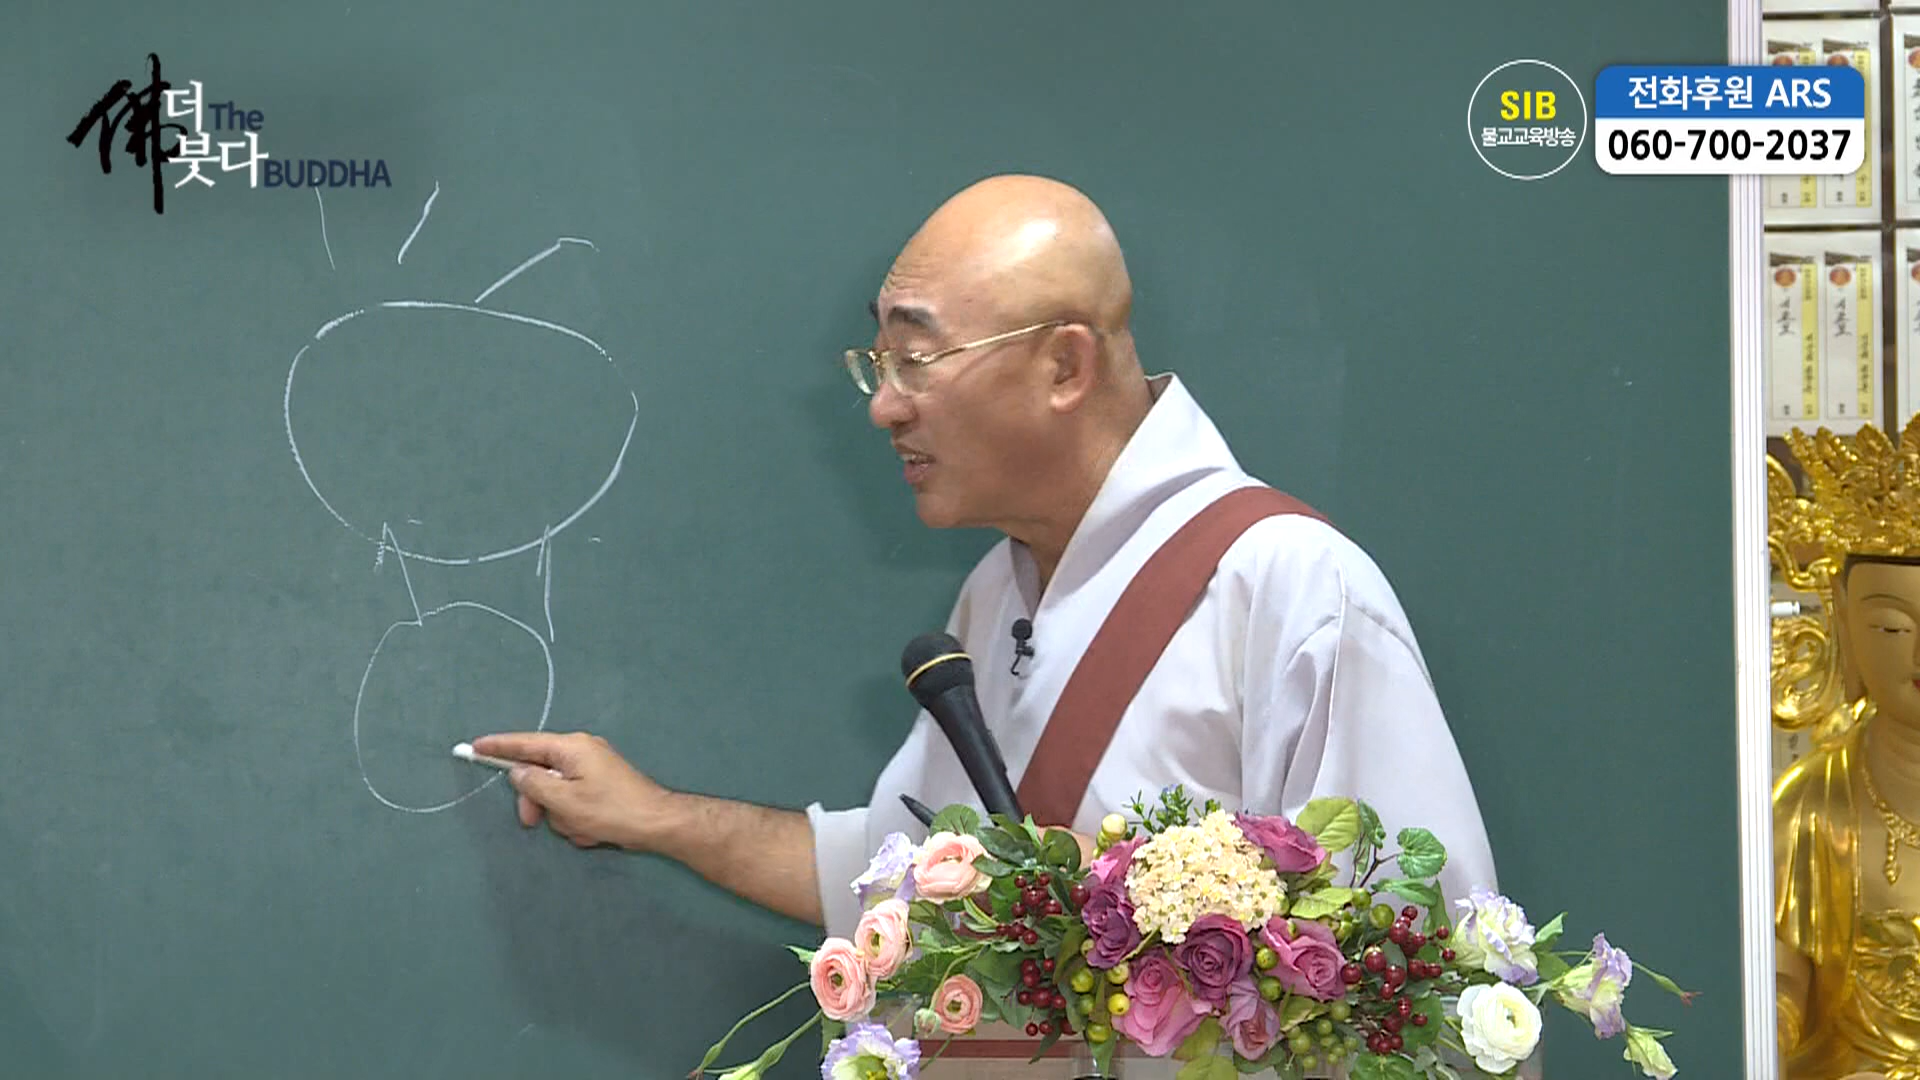 佛
더 The
붓다 BUDDHA
SIB
불교교육방송
전화후원 ARS
060-700-2037